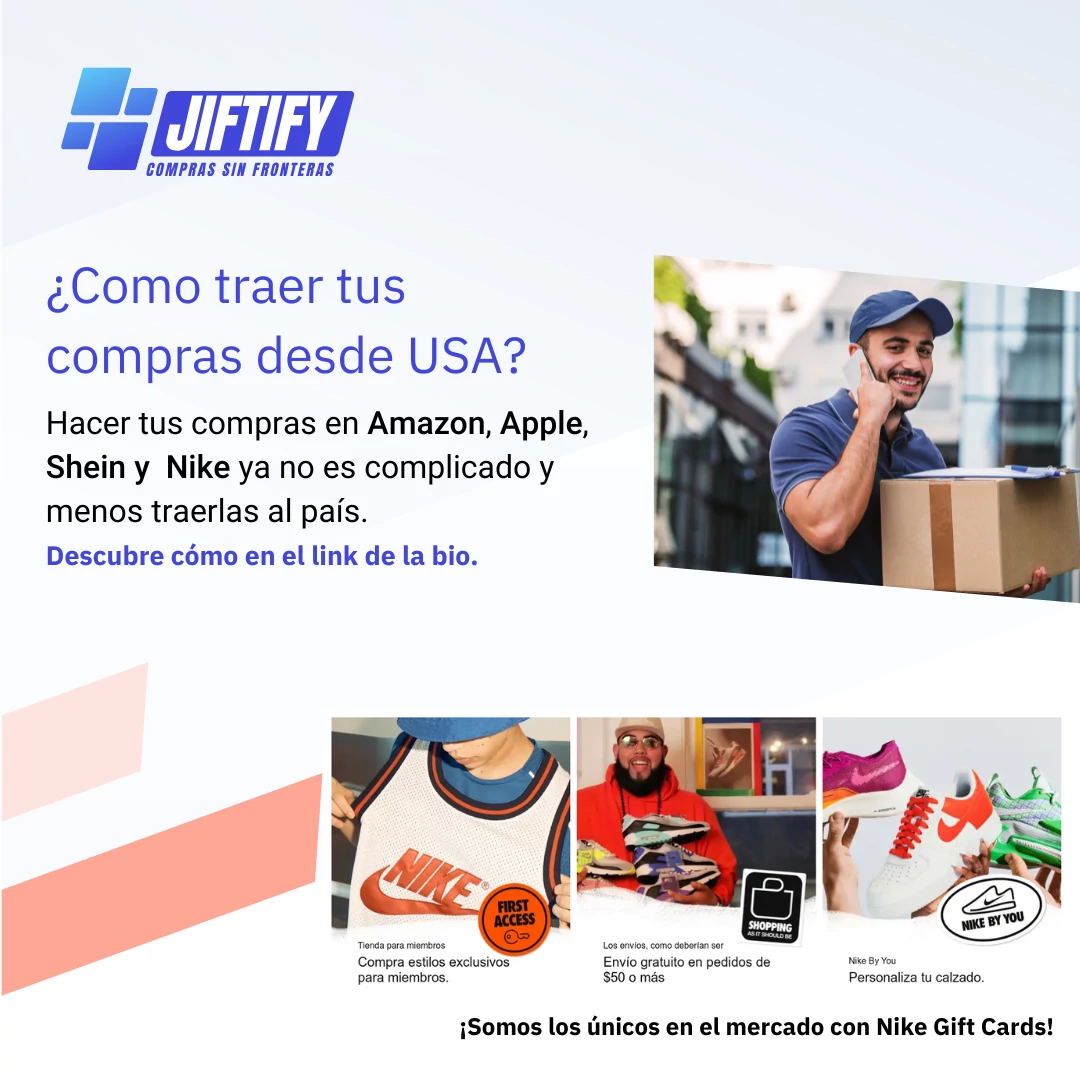 JIFTIFY
COMPRAS SIN FRONTERAS
¿Como traer tus
compras desde USA?
Hacer tus compras en Amazon, Apple,
Shein y Nike ya no es complicado y
menos traerlas al país.
Descubre cómo en el link de la bio.
NIKE®
FIRST
ACCESS
Tienda para miembros
Compra estilos exclusivos
para miembros.
SHOPPING
AS IT SHOULD BE
Los envíos, como deberían ser
Envío gratuito en pedidos de
$50 o más
NIKE BY YOU
Nike By You
Personaliza tu calzado.
¡Somos los únicos en el mercado con Nike Gift Cards!